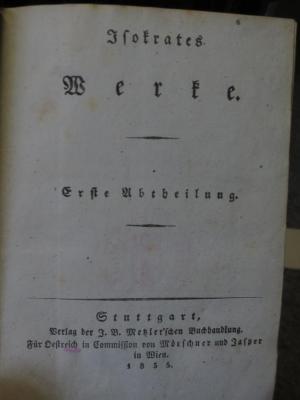 Isokrates
Werke.
Erste Abtheilung.
Stuttgart,
Verlag der J. B. Metzler'schen Buchhandlung.
Für Oestreich in Commission von Mörschner und Jasper
in Wien.
1835.